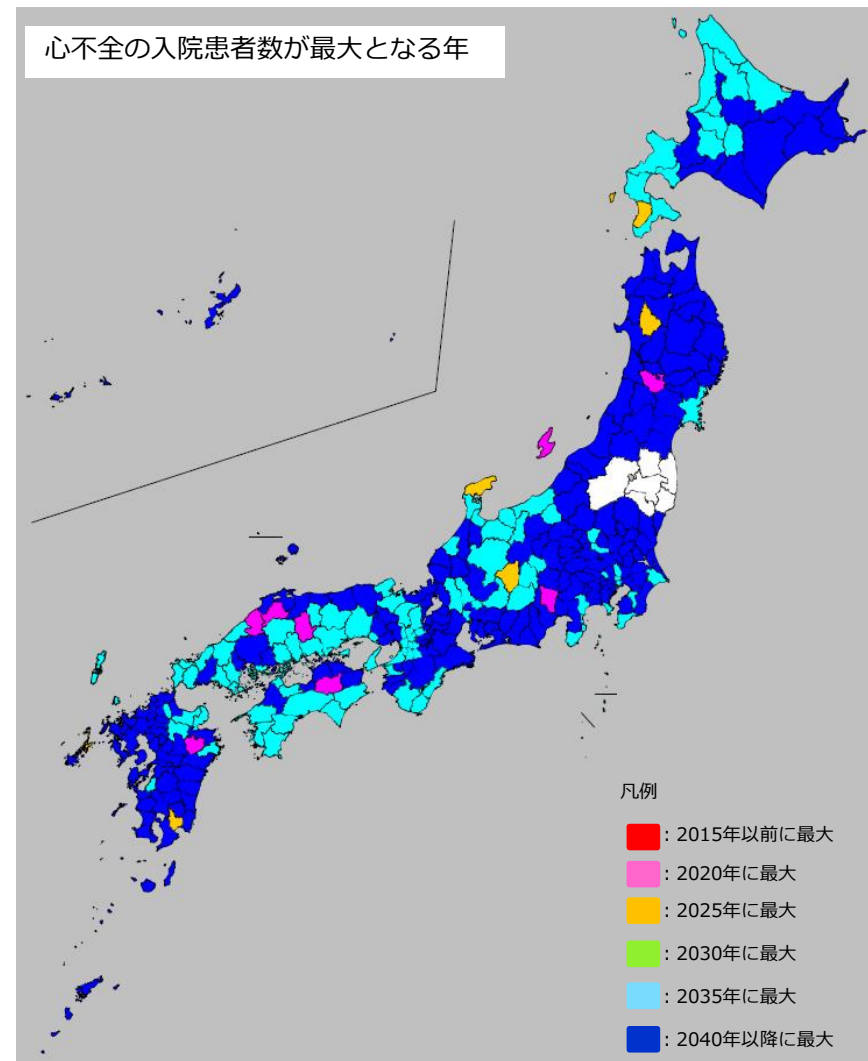 心不全の入院患者数が最大となる年
凡例
：2015年以前に最大
：2020年に最大
：2025年に最大
：2030年に最大
：2035年に最大
：2040年以降に最大